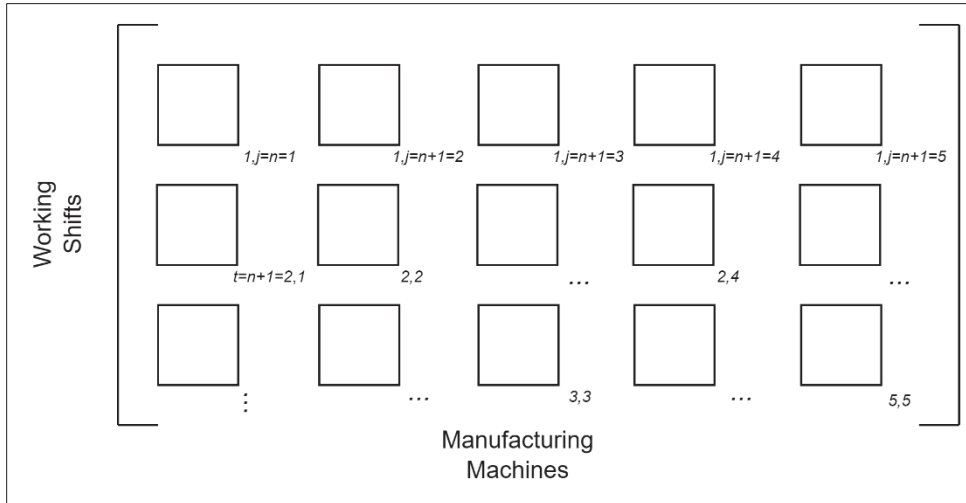 1,j=n=1
1,j=n+1=2
1,j=n+1=3
1,j=n+1=4
1,j=n+1=5
Working
Shifts
t=n+1=2,1
2,2
...
2,4
...
⋮
...
3,3
...
5,5
Manufacturing
Machines